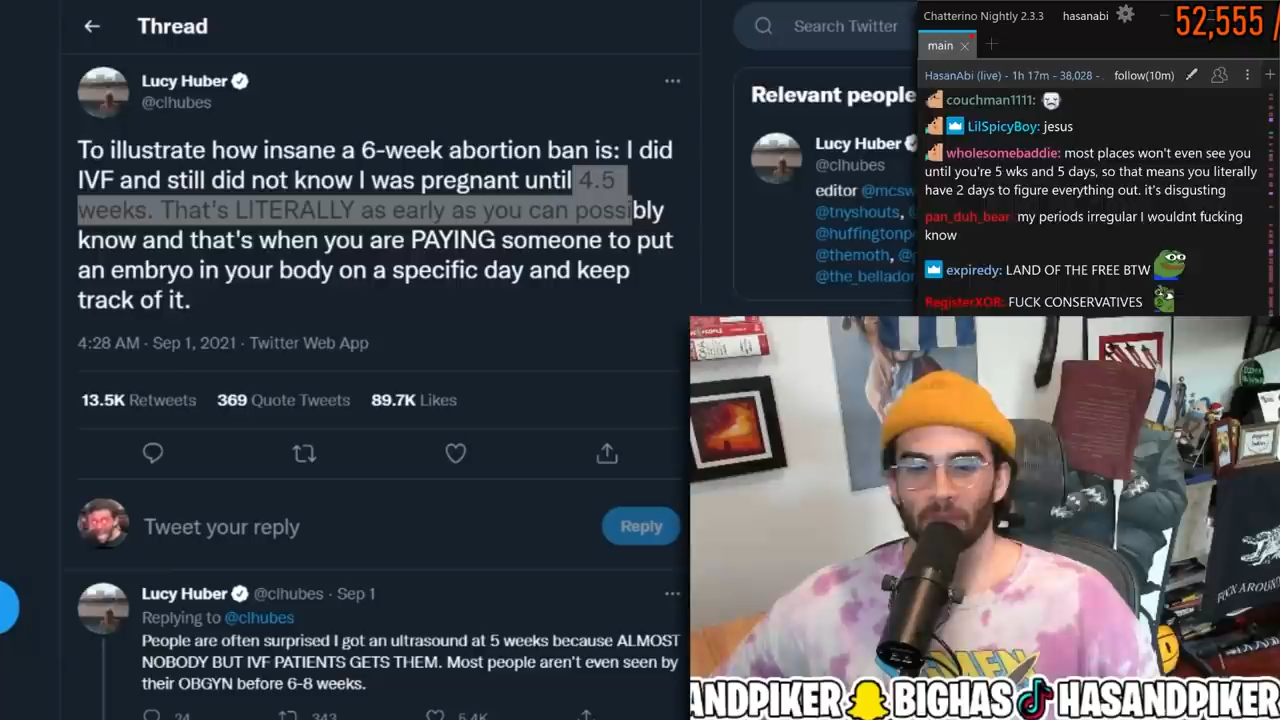 Thread
Lucy Huber
@clhubes
To illustrate how insane a 6-week abortion ban is: I did
IVF and still did not know I was pregnant until 4.5
weeks. That's LITERALLY as early as you can possibly
know and that's when you are PAYING someone to put
an embryo in your body on a specific day and keep
track of it.
4:28 AM · Sep 1, 2021 · Twitter Web App
13.5K Retweets 369 Quote Tweets 89.7K Likes
Tweet your reply
Reply
Lucy Huber @clhubes · Sep 1
Replying to @clhubes
People are often surprised I got an ultrasound at 5 weeks because ALMOST
NOBODY BUT IVF PATIENTS GETS THEM. Most people aren't even seen by
their OBGYN before 6-8 weeks.
24 343 5.4K
Search Twitter
Relevant people
Lucy Huber
@clhubes
editor @mcsw
@tnyshouts,
@huffingtonp
@themoth, @
@the_bellado
Chatterino Nightly 2.3.3 hasanabi
52,555 /
main
HasanAbi (live) - 1h 17m - 38,028 - follow(10m)
couchman1111:
LilSpicyBoy: jesus
wholesomebaddie: most places won't even see you
until you're 5 wks and 5 days, so that means you literally
have 2 days to figure everything out. it's disgusting
pan_duh_bear my periods irregular I wouldnt fucking
know
expiredy: LAND OF THE FREE BTW
RegisterXOR: FUCK CONSERVATIVES
FUCK AROUND
ANDPIKER BIGHAS HASANDPIKER